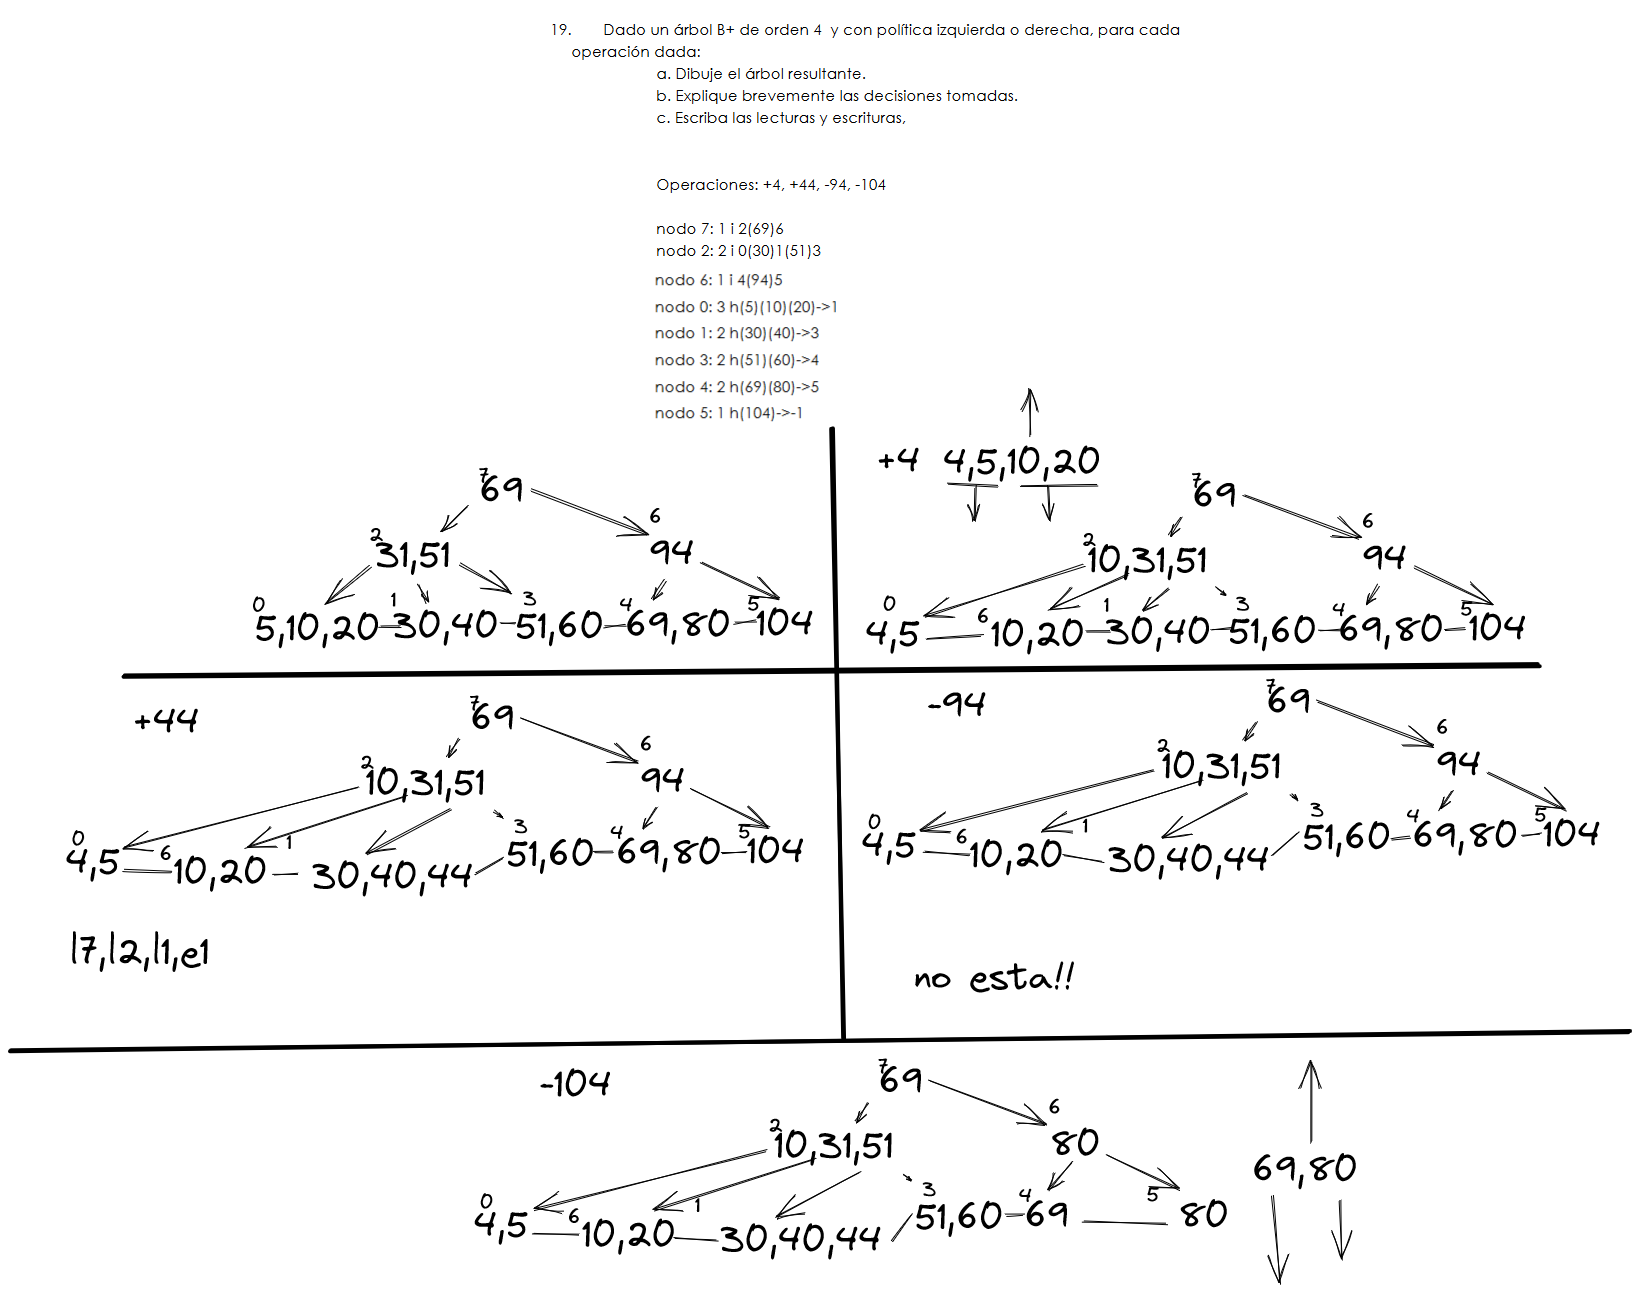 19. Dado un árbol B+ de orden 4 y con política izquierda o derecha, para cada
operación dada:
a. Dibuje el árbol resultante.
b. Explique brevemente las decisiones tomadas.
c. Escriba las lecturas y escrituras,
Operaciones: +4, +44, -94, -104
nodo 7: 1 i 2(69)6
nodo 2: 2 i 0(30)1(51)3
nodo 6: 1 i 4(94)5
nodo 0: 3 h(5)(10)(20)->1
nodo 1: 2 h(30)(40)->3
nodo 3: 2 h(51)(60)->4
nodo 4: 2 h(69)(80)->5
nodo 5: 1 h(104)->-1
7
69
6
2
31,51
94
0 1 3 4 5
5,10,20 30,40 51,60 69,80 104
+4 4,5,10,20
7
69
6
2
10,31,51
94
0 6 1 3 4 5
4,5 10,20 30,40 51,60 69,80 104
+44
7
69
6
2
10,31,51
94
0 6 1 3 4 5
4,5 10,20 30,40,44 51,60 69,80 104
l7,l2,l1,e1
-94
7
69
6
2
10,31,51
94
0 6 1 3 4 5
4,5 10,20 30,40,44 51,60 69,80 104
no esta!!
-104
7
69
6
2
10,31,51
80
0 6 1 3 4 5
4,5 10,20 30,40,44 51,60 69 80
69,80